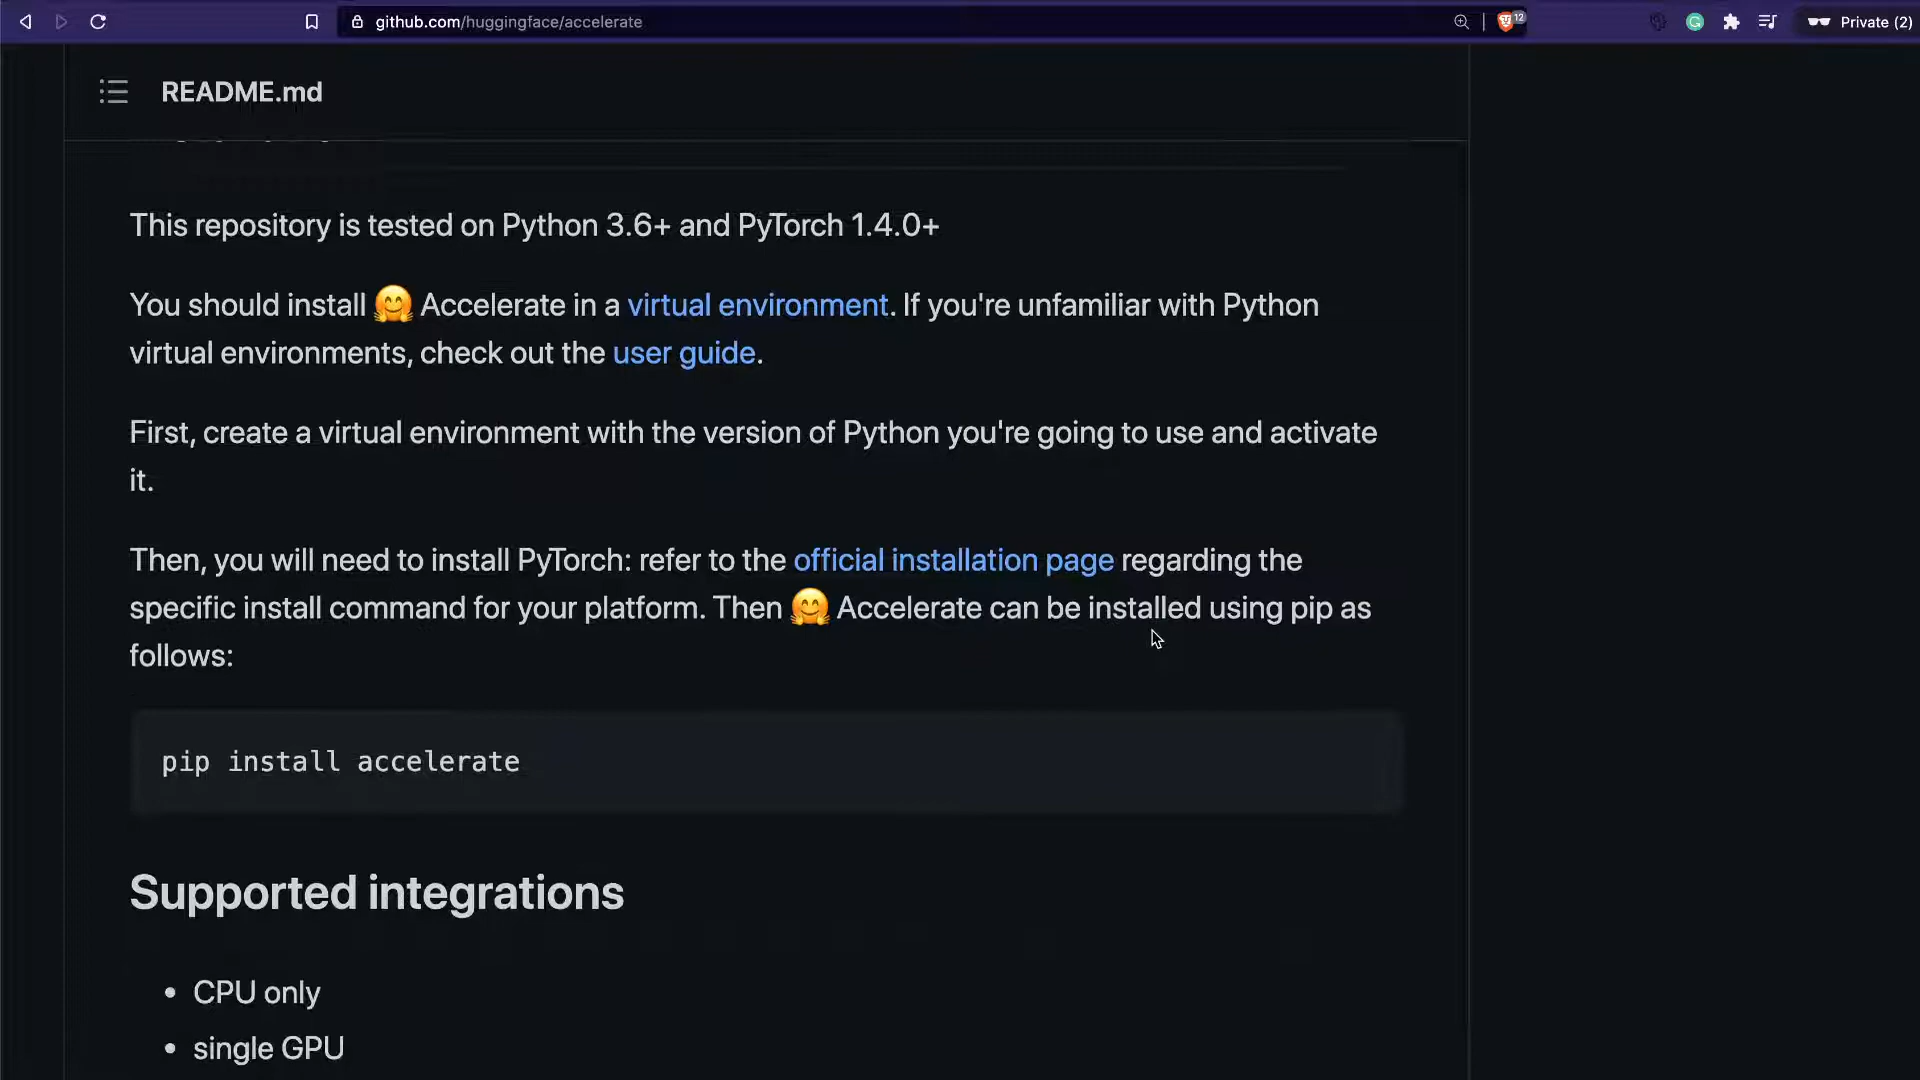 github.com/huggingface/accelerate
12
Private (2)
README.md
This repository is tested on Python 3.6+ and PyTorch 1.4.0+
You should install 🤗 Accelerate in a virtual environment. If you're unfamiliar with Python
virtual environments, check out the user guide.
First, create a virtual environment with the version of Python you're going to use and activate
it.
Then, you will need to install PyTorch: refer to the official installation page regarding the
specific install command for your platform. Then 🤗 Accelerate can be installed using pip as
follows:
pip install accelerate
Supported integrations
• CPU only
• single GPU